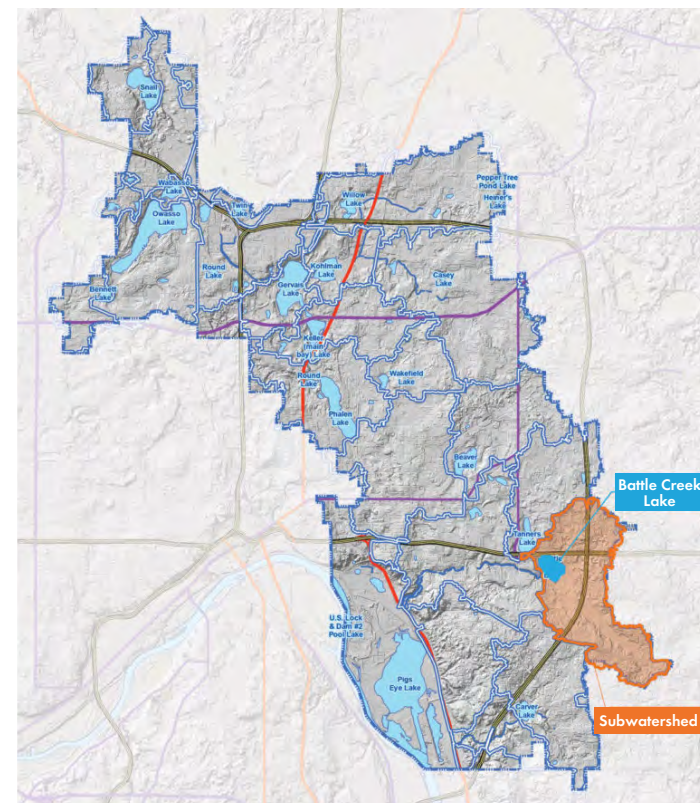 Snail
Lake
Wabasso
Lake
Owasso
Lake
Twin
Lake
Willow
Lake
Pepper Tree
Pond Lake
Heiner's
Lake
Round
Lake
Bennett
Lake
Kohlman
Lake
Gervais
Lake
Casey
Lake
Keller
(main
bay) Lake
Round
Lake
Wakefield
Lake
Phalen
Lake
Beaver
Lake
Battle Creek
Lake
Tanners
Lake
U.S. Lock
& Dam #2
Pool Lake
Pigs
Eye Lake
Carver
Lake
Subwatershed